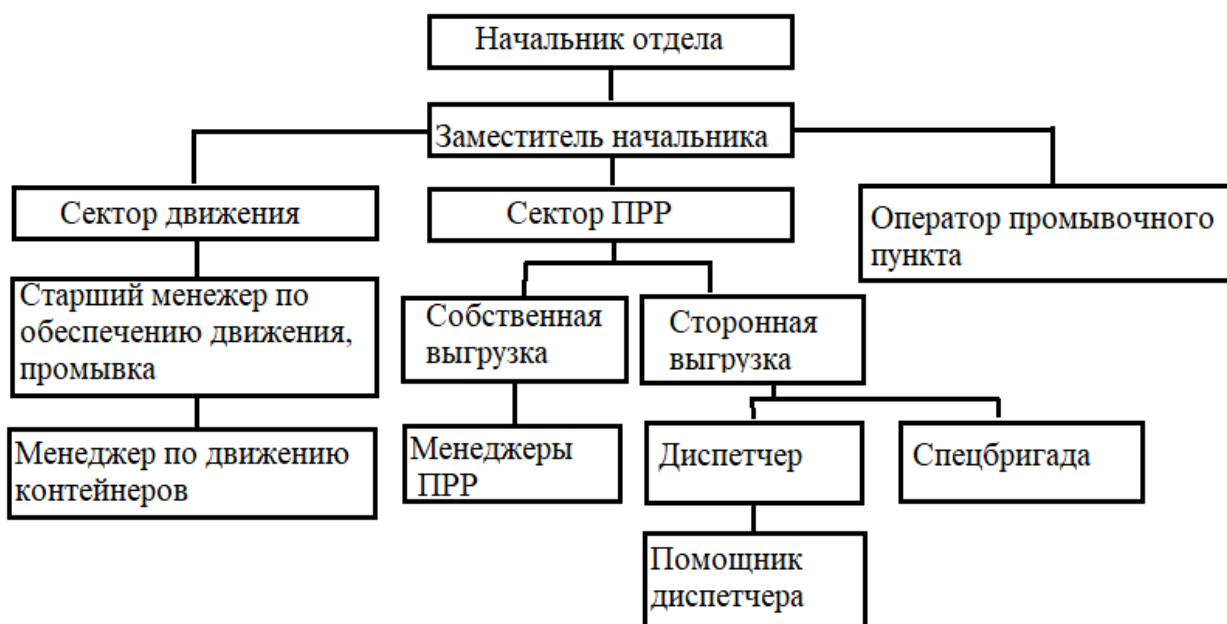 Начальник отдела
Заместитель начальника
Сектор движения
Сектор ПРР
Оператор промывочного
пункта
Старший менежер по
обеспечению движения,
промывка
Собственная
выгрузка
Сторонная
выгрузка
Менеджер по движению
контейнеров
Менеджеры
ПРР
Диспетчер
Спецбригада
Помощник
диспетчера